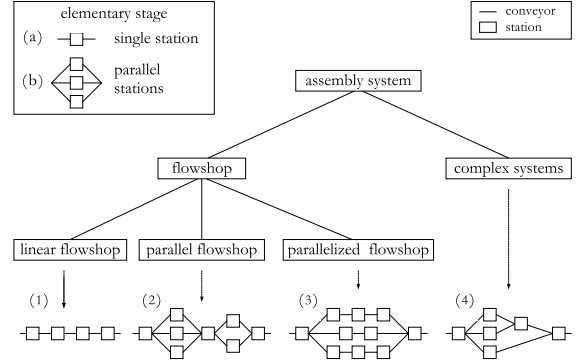 elementary stage
(a) single station
(b) parallel
stations
conveyor
station
assembly system
flowshop
complex systems
linear flowshop
parallel flowshop
parallelized flowshop
(1)
(2)
(3)
(4)